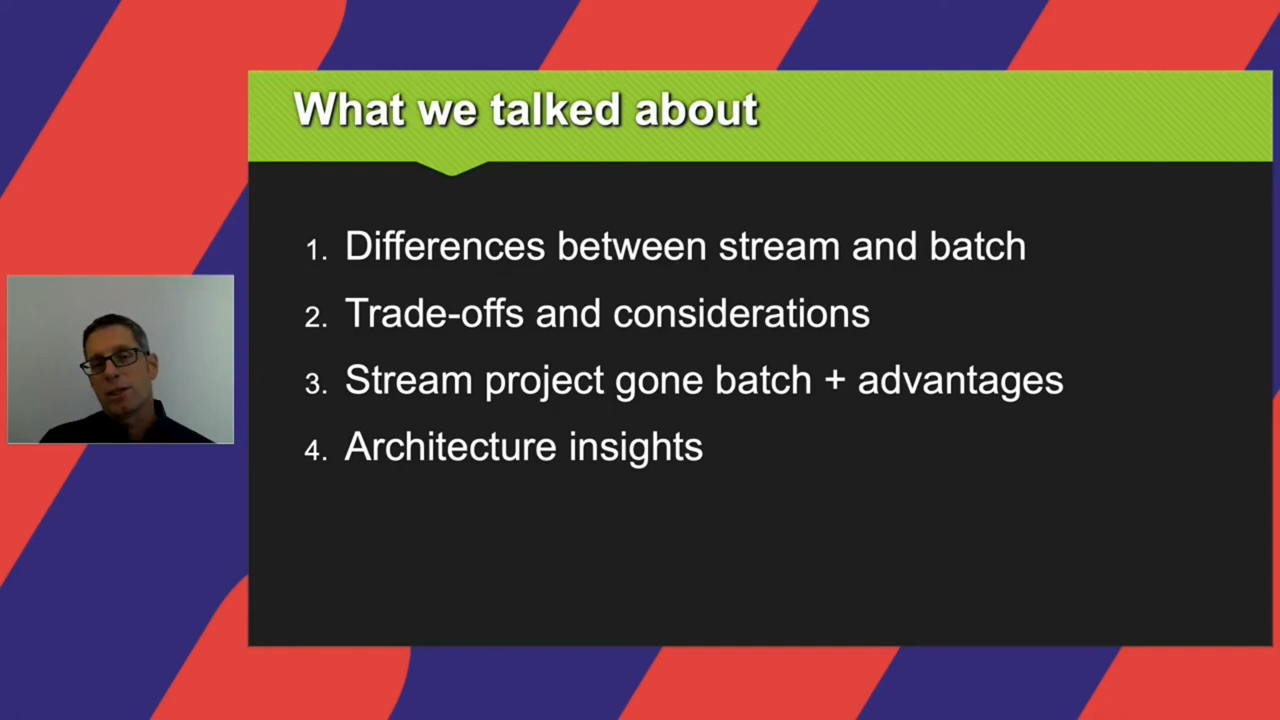 What we talked about
1. Differences between stream and batch
2. Trade-offs and considerations
3. Stream project gone batch + advantages
4. Architecture insights